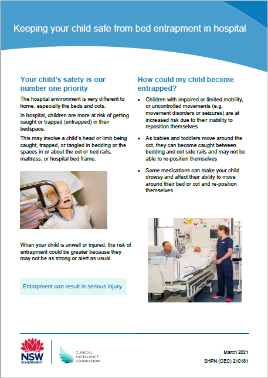 Keeping your child safe from bed entrapment in hospital
Your child's safety is our
number one priority
The hospital environment is very different to
home, especially the beds and cots.
In hospital, children are more at risk of getting
caught or trapped (entrapped) in their
bedspace.
This may involve a child's head or limb being
caught, trapped, or tangled in bedding or the
spaces in or about the cot or bed rails,
mattress, or hospital bed frame.
When your child is unwell or injured, the risk of
entrapment could be greater because they
may not be as strong or alert as usual.
Entrapment can result in serious injury.
How could my child become
entrapped?
• Children with impaired or limited mobility,
or uncontrolled movements (e.g.
movement disorders or seizures) are at
increased risk due to their inability to
reposition themselves
• As babies and toddlers move around the
cot, they can become caught between
bedding and cot side rails and may not be
able to re-position themselves
• Some medications can make your child
drowsy and affect their ability to move
around their bed or cot and re-position
themselves
NSW
GOVERNMENT
CLINICAL
EXCELLENCE
COMMISSION
March 2021
SHPN (CEC) 210181